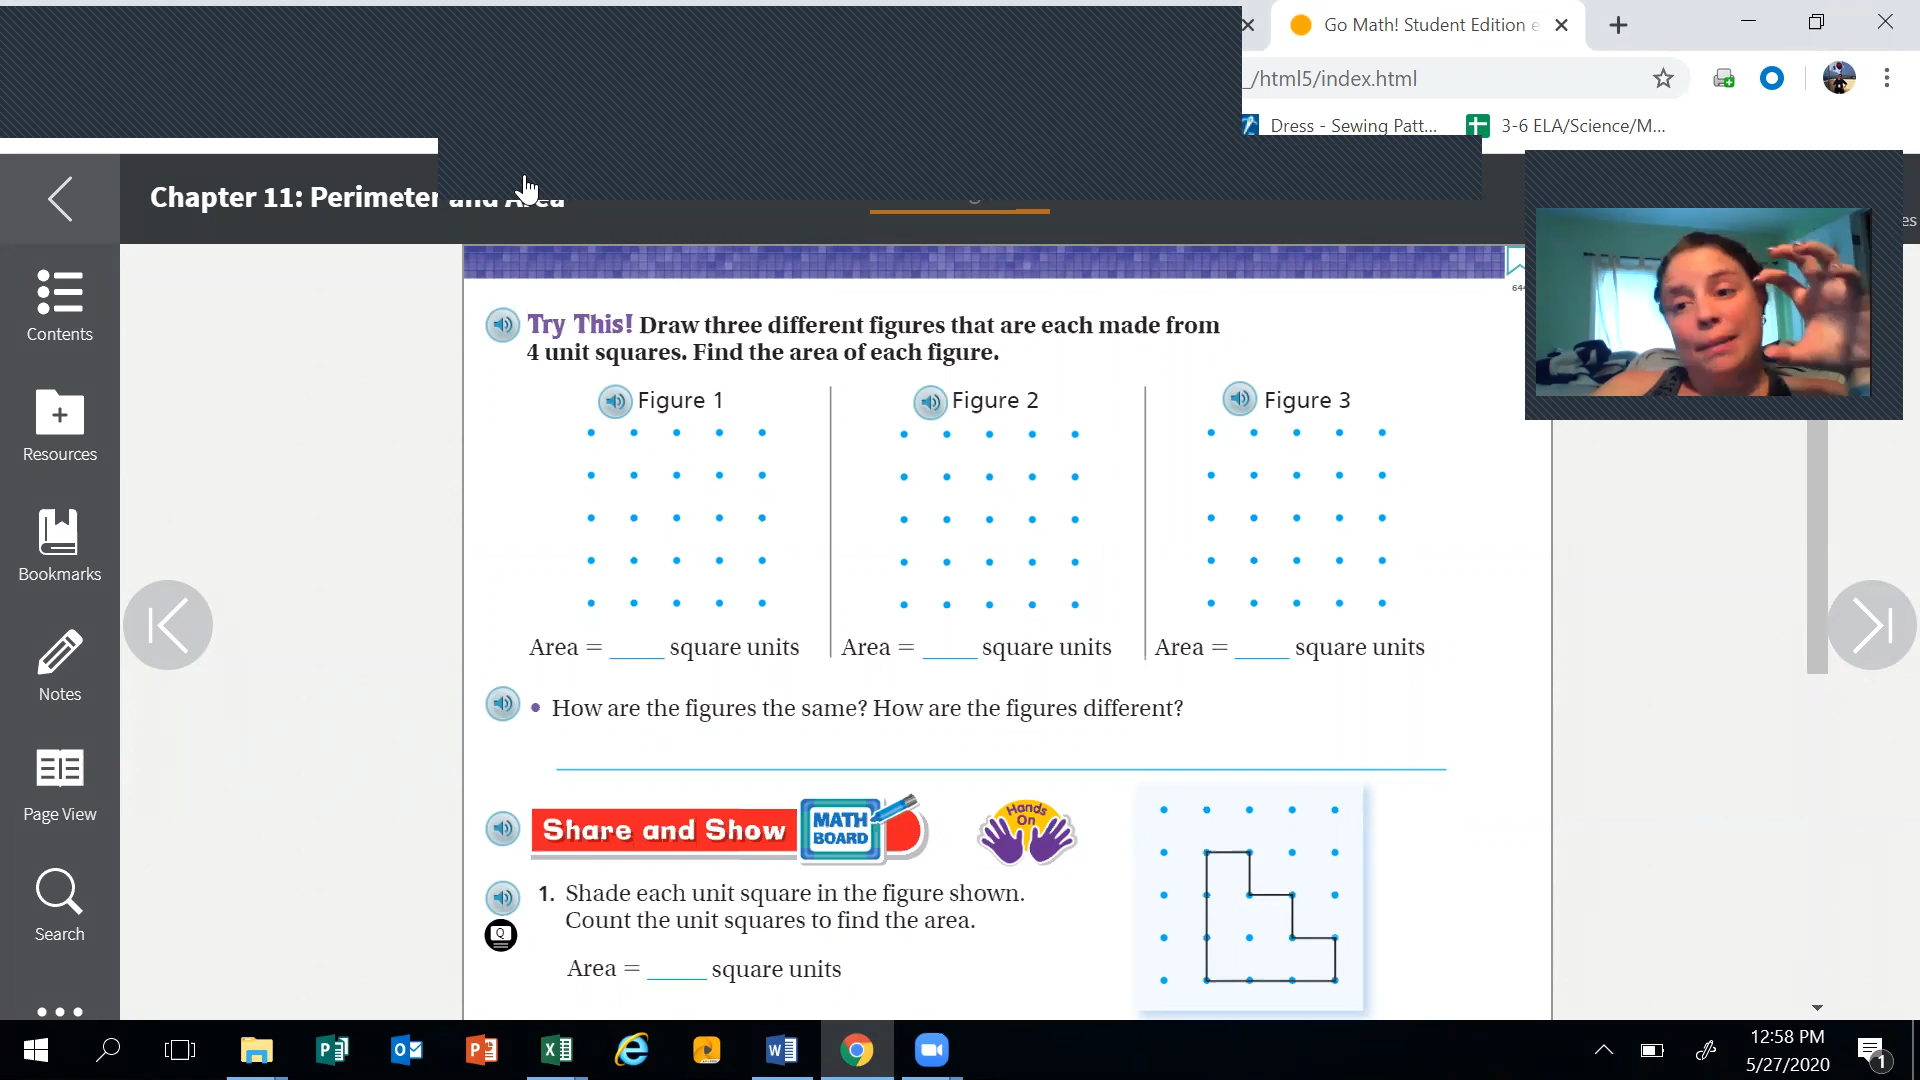 Go Math! Student Edition e
_/html5/index.html
Dress - Sewing Patt...
3-6 ELA/Science/M...
Chapter 11: Perimeter and Area
es
Contents
Resources
Bookmarks
Notes
Page View
Search
Try This! Draw three different figures that are each made from
4 unit squares. Find the area of each figure.
Figure 1
Figure 2
Figure 3
Area = ____ square units
Area = ____ square units
Area = ____ square units
• How are the figures the same? How are the figures different?
Share and Show
MATH
BOARD
Hands
On
1. Shade each unit square in the figure shown.
Count the unit squares to find the area.
Area = ____ square units
12:58 PM
5/27/2020
1